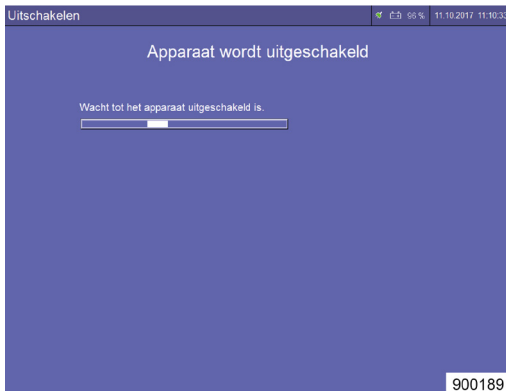 Uitschakelen 96 % 11.10.2017 11:10:33
Apparaat wordt uitgeschakeld
Wacht tot het apparaat uitgeschakeld is.
900189